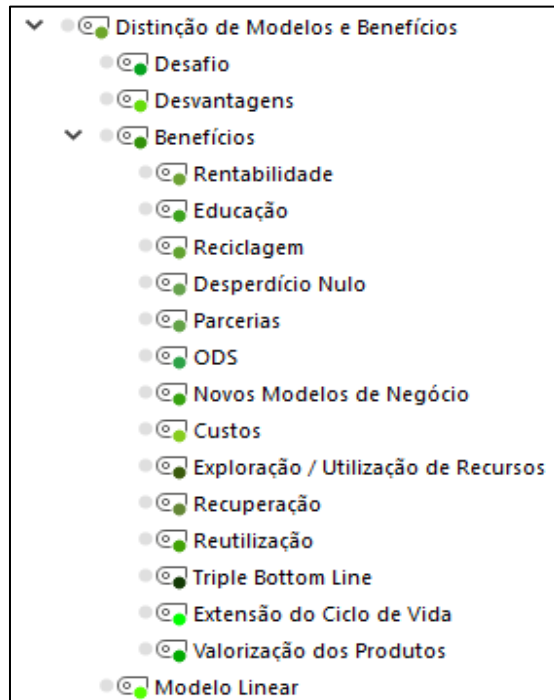 Distinção de Modelos e Benefícios
Desafio
Desvantagens
Benefícios
Rentabilidade
Educação
Reciclagem
Desperdício Nulo
Parcerias
ODS
Novos Modelos de Negócio
Custos
Exploração / Utilização de Recursos
Recuperação
Reutilização
Triple Bottom Line
Extensão do Ciclo de Vida
Valorização dos Produtos
Modelo Linear